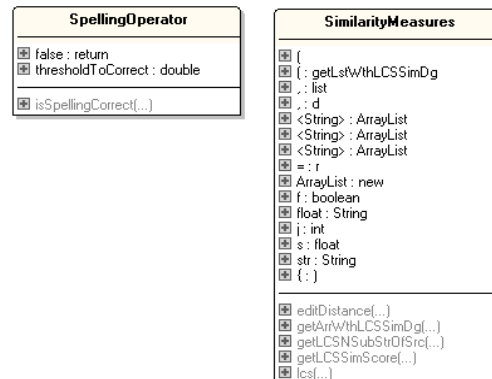 SpellingOperator
false : return
thresholdToCorrect : double
isSpellingCorrect(...)
SimilarityMeasures
(
( : getLstWthLCSSimDg
, : list
, : d
<String> : ArrayList
<String> : ArrayList
<String> : ArrayList
= : r
ArrayList : new
f : boolean
float : String
j : int
s : float
str : String
{ : )
editDistance(...)
getArrWthLCSSimDg(...)
getLCSNSubStrOfSrc(...)
getLCSSimScore(...)
lcs(...)